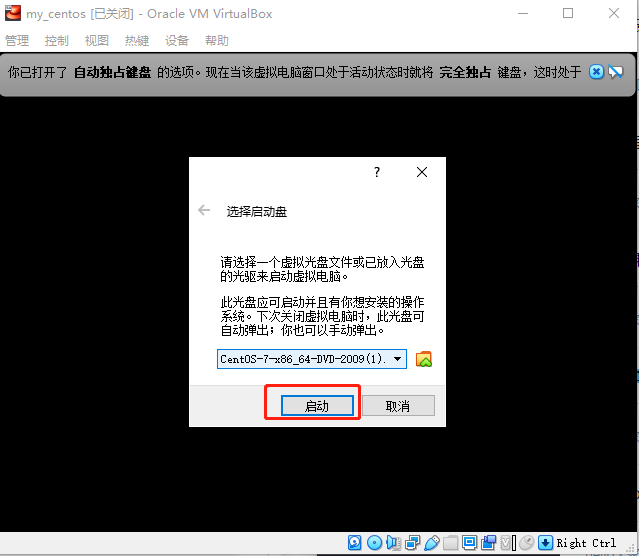 my_centos [已关闭] - Oracle VM VirtualBox
管理 控制 视图 热键 设备 帮助
你已打开了 自动独占键盘 的选项。现在当该虚拟电脑窗口处于活动状态时就将 完全独占 键盘，这时处于
?
选择启动盘
请选择一个虚拟光盘文件或已放入光盘
的光驱来启动虚拟电脑。
此光盘应可启动并且有你想安装的操作
系统。下次关闭虚拟电脑时，此光盘可
自动弹出；你也可以手动弹出。
CentOS-7-x86_64-DVD-2009(1).
启动 取消
Right Ctrl